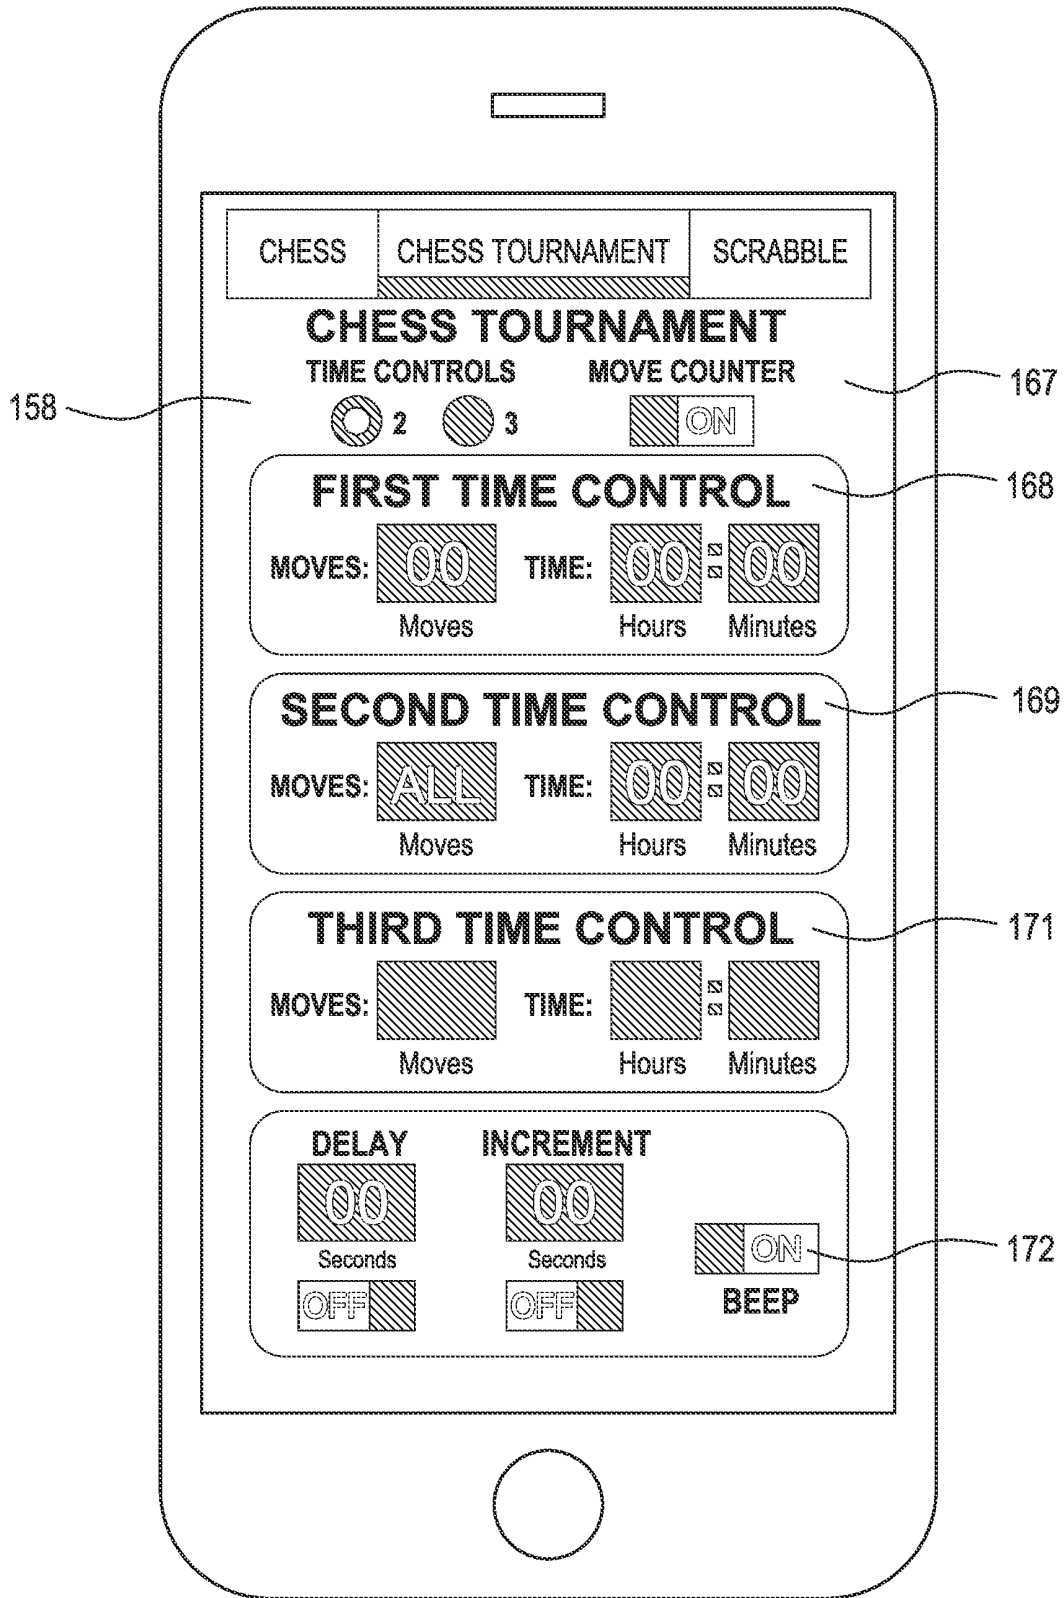 CHESS CHESS TOURNAMENT SCRABBLE
CHESS TOURNAMENT
TIME CONTROLS MOVE COUNTER
158
2 3 ON
167
FIRST TIME CONTROL
168
MOVES: 00 TIME: 00 : 00
Moves Hours Minutes
SECOND TIME CONTROL
169
MOVES: ALL TIME: 00 : 00
Moves Hours Minutes
THIRD TIME CONTROL
171
MOVES: TIME: :
Moves Hours Minutes
DELAY INCREMENT
00 00
Seconds Seconds
ON
172
OFF OFF BEEP